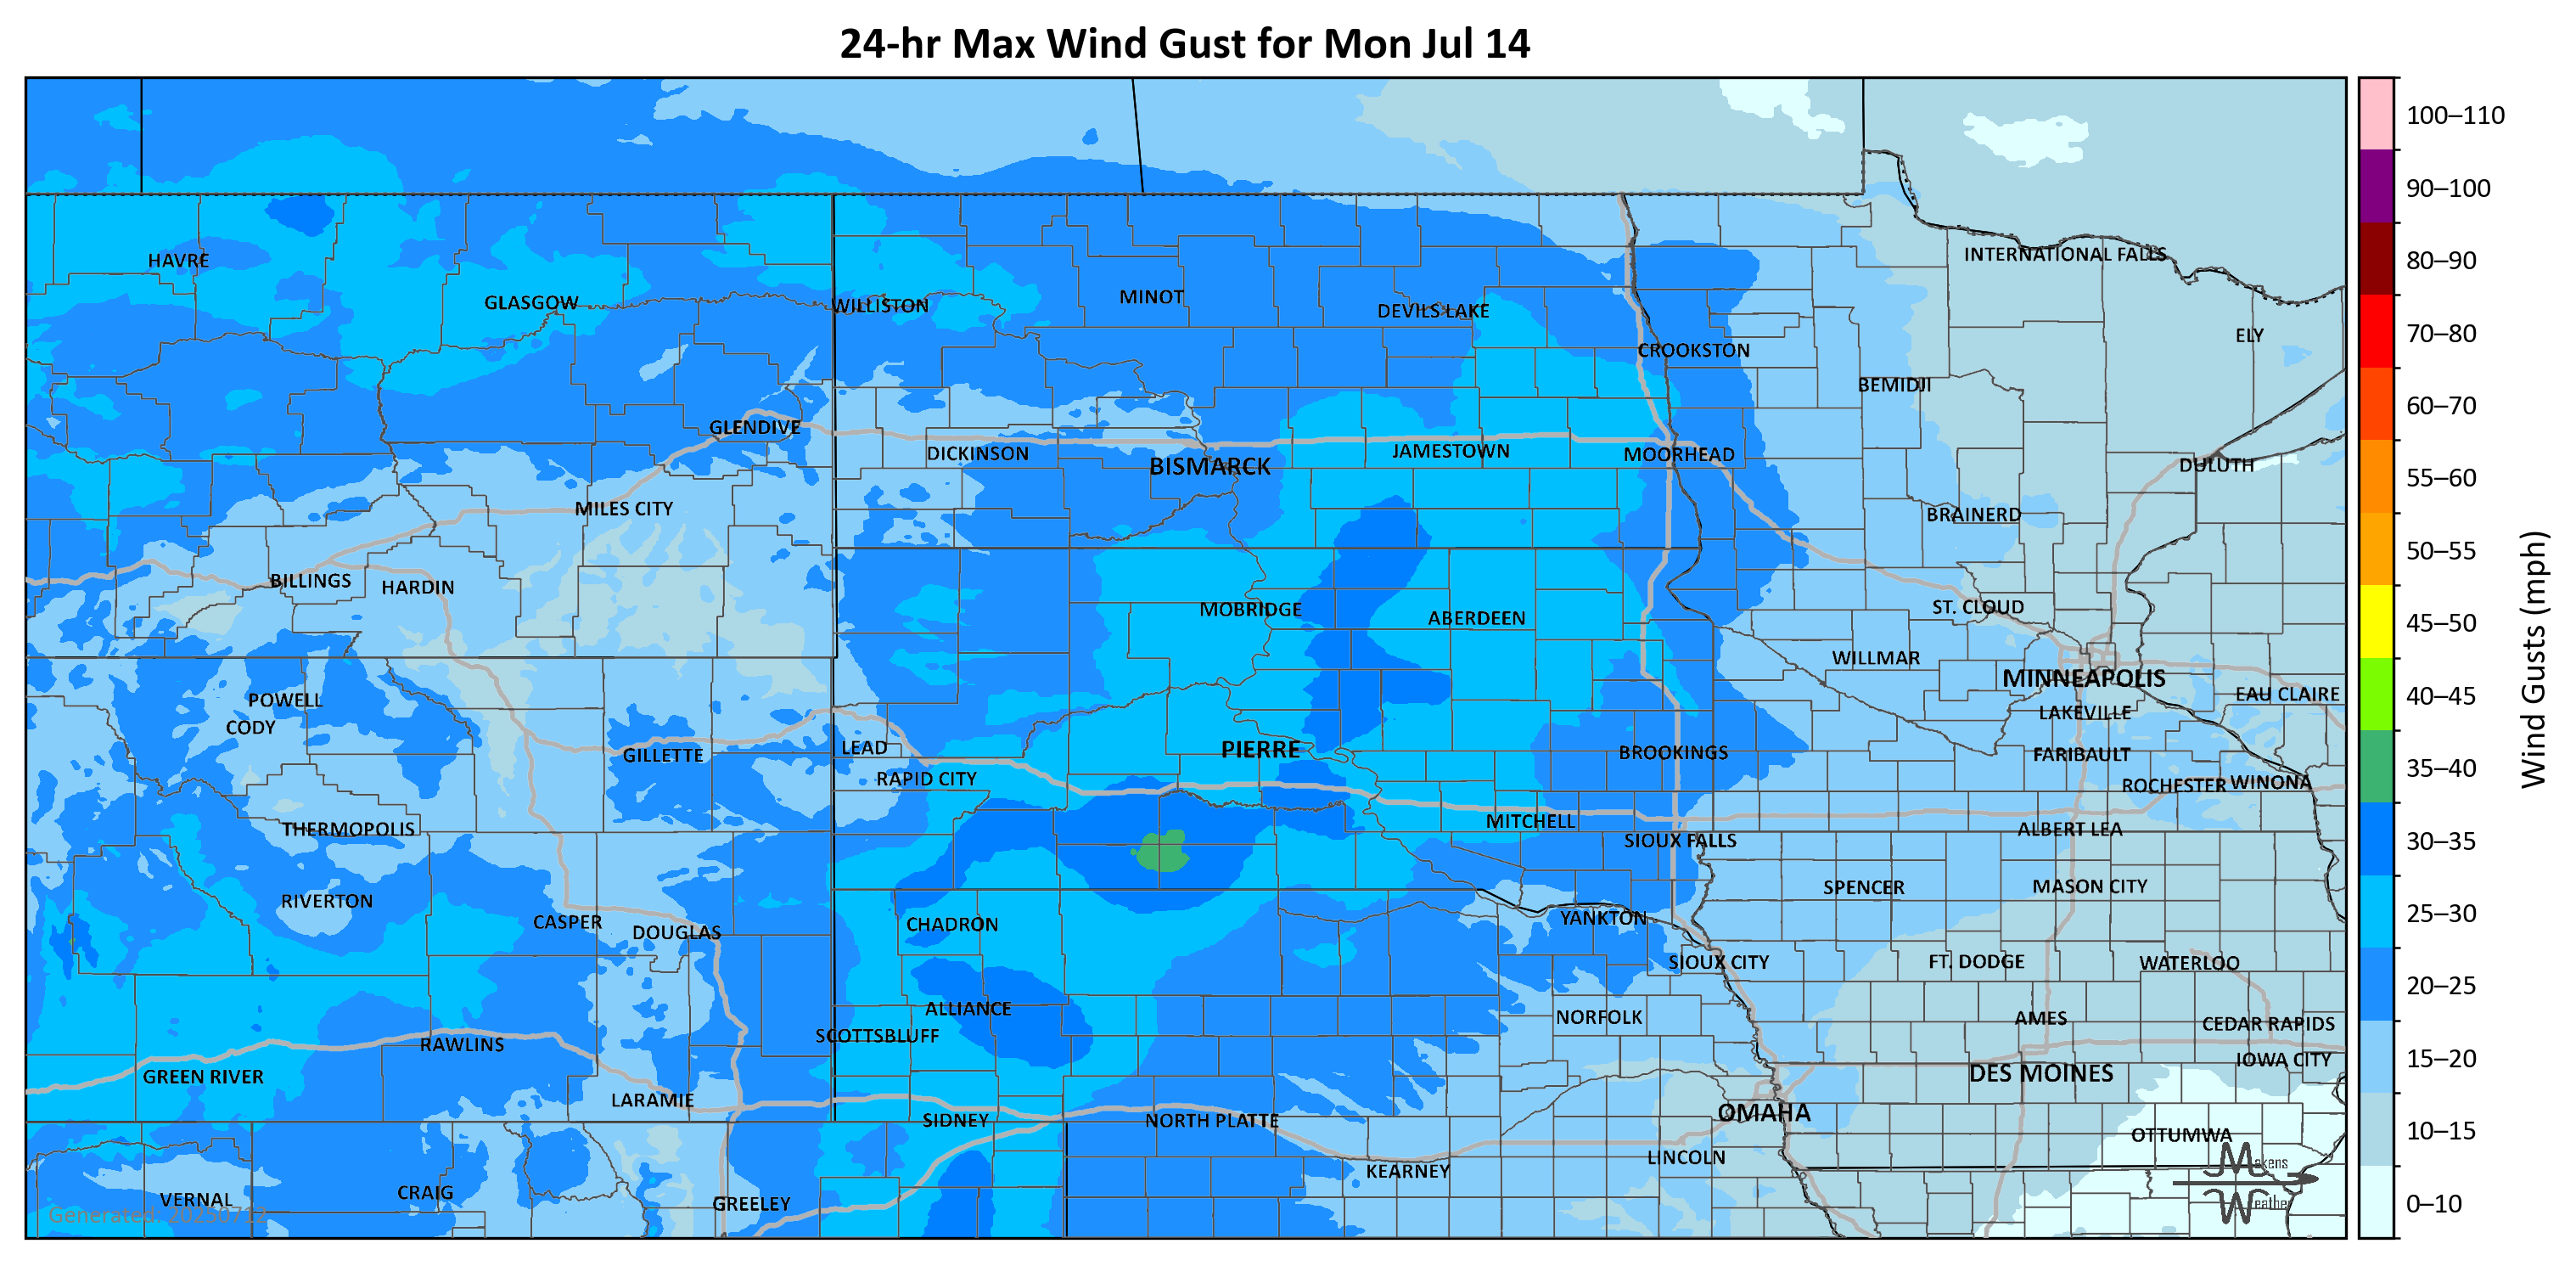 24-hr Max Wind Gust for Mon Jul 14
100–110
90–100
INTERNATIONAL FALLS
HAVRE
80–90
MINOT
GLASGOW
WILLISTON
DEVILS LAKE
ELY
70–80
CROOKSTON
BEMIDJI
60–70
GLENDIVE
DICKINSON
JAMESTOWN
MOORHEAD
BISMARCK
DULUTH
55–60
MILES CITY
BRAINERD
50–55
BILLINGS
HARDIN
MOBRIDGE
ST. CLOUD
ABERDEEN
45–50
WILLMAR
MINNEAPOLIS
EAU CLAIRE
40–45
POWELL
LAKEVILLE
CODY
Wind Gusts (mph)
LEAD
PIERRE
BROOKINGS
GILLETTE
FARIBAULT
35–40
RAPID CITY
ROCHESTER
WINONA
MITCHELL
THERMOPOLIS
ALBERT LEA
SIOUX FALLS
30–35
SPENCER
MASON CITY
RIVERTON
25–30
CASPER
CHADRON
YANKTON
DOUGLAS
SIOUX CITY
FT. DODGE
WATERLOO
20–25
ALLIANCE
NORFOLK
AMES
CEDAR RAPIDS
SCOTTSBLUFF
RAWLINS
IOWA CITY
15–20
GREEN RIVER
DES MOINES
LARAMIE
OMAHA
SIDNEY
NORTH PLATTE
OTTUMWA
10–15
LINCOLN
Makens
KEARNEY
CRAIG
VERNAL
GREELEY
Weather
0–10
Generated: 20250712